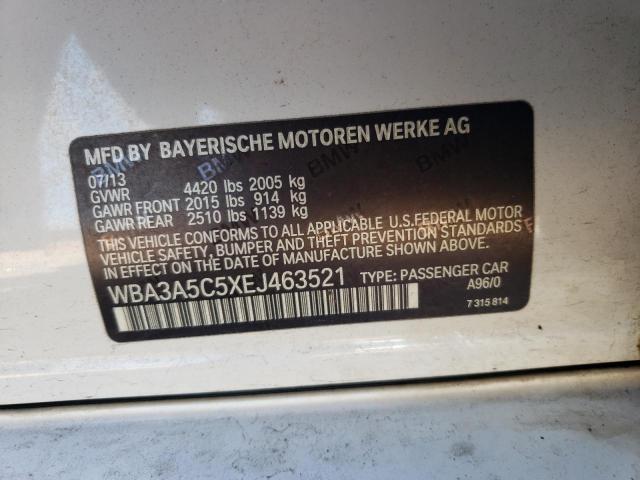 MFD BY BAYERISCHE MOTOREN WERKE AG
07/13
GVWR 4420 lbs 2005 kg
GAWR FRONT 2015 lbs 914 kg
GAWR REAR 2510 lbs 1139 kg
THIS VEHICLE CONFORMS TO ALL APPLICABLE U.S.FEDERAL MOTOR
VEHICLE SAFETY, BUMPER AND THEFT PREVENTION STANDARDS
IN EFFECT ON THE DATE OF MANUFACTURE SHOWN ABOVE.
WBA3A5C5XEJ463521 TYPE: PASSENGER CAR
A96/0
7 315 814